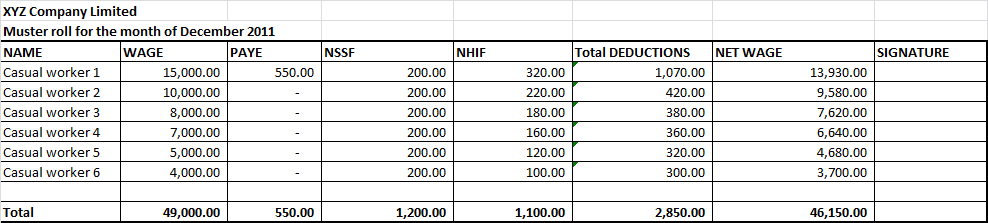 XYZ Company Limited
Muster roll for the month of December 2011
NAME WAGE PAYE NSSF NHIF Total DEDUCTIONS NET WAGE SIGNATURE
Casual worker 1 15,000.00 550.00 200.00 320.00 1,070.00 13,930.00
Casual worker 2 10,000.00 - 200.00 220.00 420.00 9,580.00
Casual worker 3 8,000.00 - 200.00 180.00 380.00 7,620.00
Casual worker 4 7,000.00 - 200.00 160.00 360.00 6,640.00
Casual worker 5 5,000.00 - 200.00 120.00 320.00 4,680.00
Casual worker 6 4,000.00 - 200.00 100.00 300.00 3,700.00
Total 49,000.00 550.00 1,200.00 1,100.00 2,850.00 46,150.00